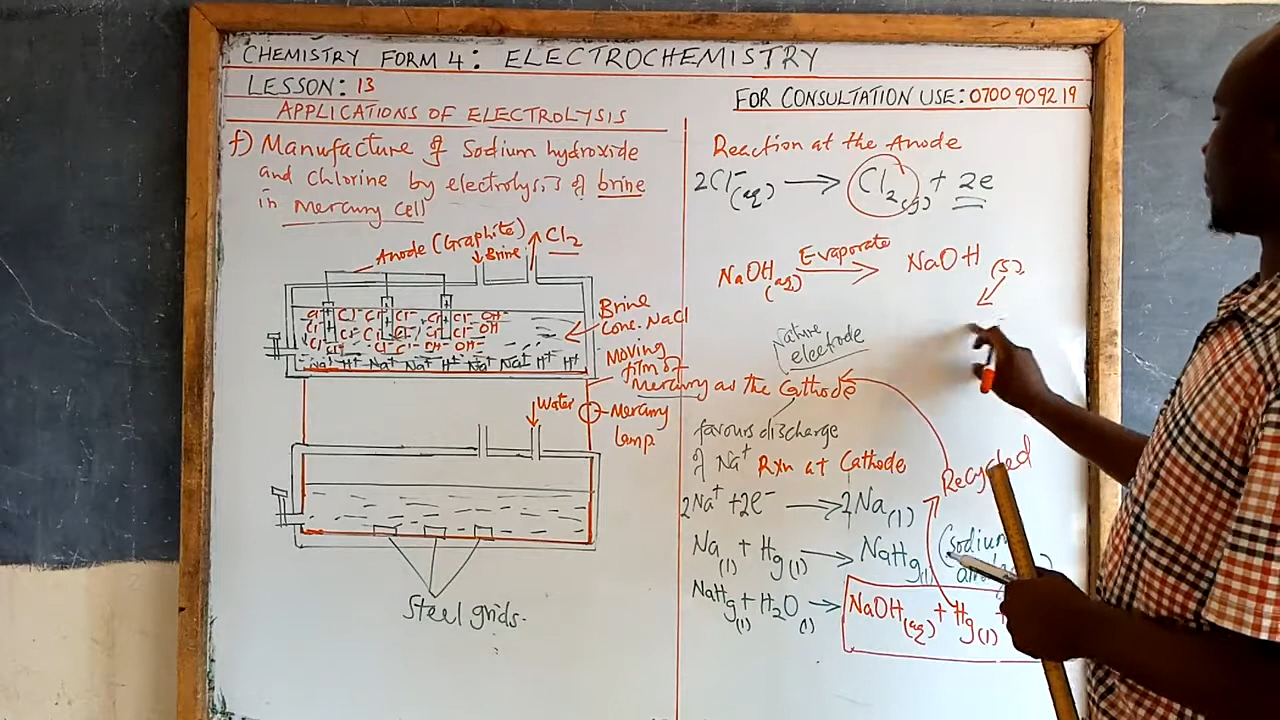 CHEMISTRY FORM 4: ELECTROCHEMISTRY
LESSON: 13
FOR CONSULTATION USE: 0700909219
APPLICATIONS OF ELECTROLYSIS
f) Manufacture of Sodium hydroxide
and chlorine by electrolysis of brine
in Mercury cell
Anode (Graphite)
Brine
Cl2
Cl- Cl- Cl- Cl- Cl- Cl- OH-
Cl- Cl- Cl- Cl- Cl- Cl- OH-
Cl- Cl- Cl- Cl- OH- OH-
Na+ H+ Na+ Na+ H+ Na+ Na+ H+ H+
Brine
Conc. NaCl
Moving
film of
Mercury as the Cathode
Water
Mercury
lamp.
Steel grids.
Reaction at the Anode
2Cl-(aq) → Cl2(g) + 2e
NaOH(aq) Evaporate → NaOH (s).
Nature
electrode
favours discharge
of Na+ Rxn at Cathode
Recycled
2Na+ + 2e- → 2Na(l)
Na(l) + Hg(l) → NaHg(l) (sodium
NaHg(l) + H2O(l) → NaOH(aq) + Hg(l) +